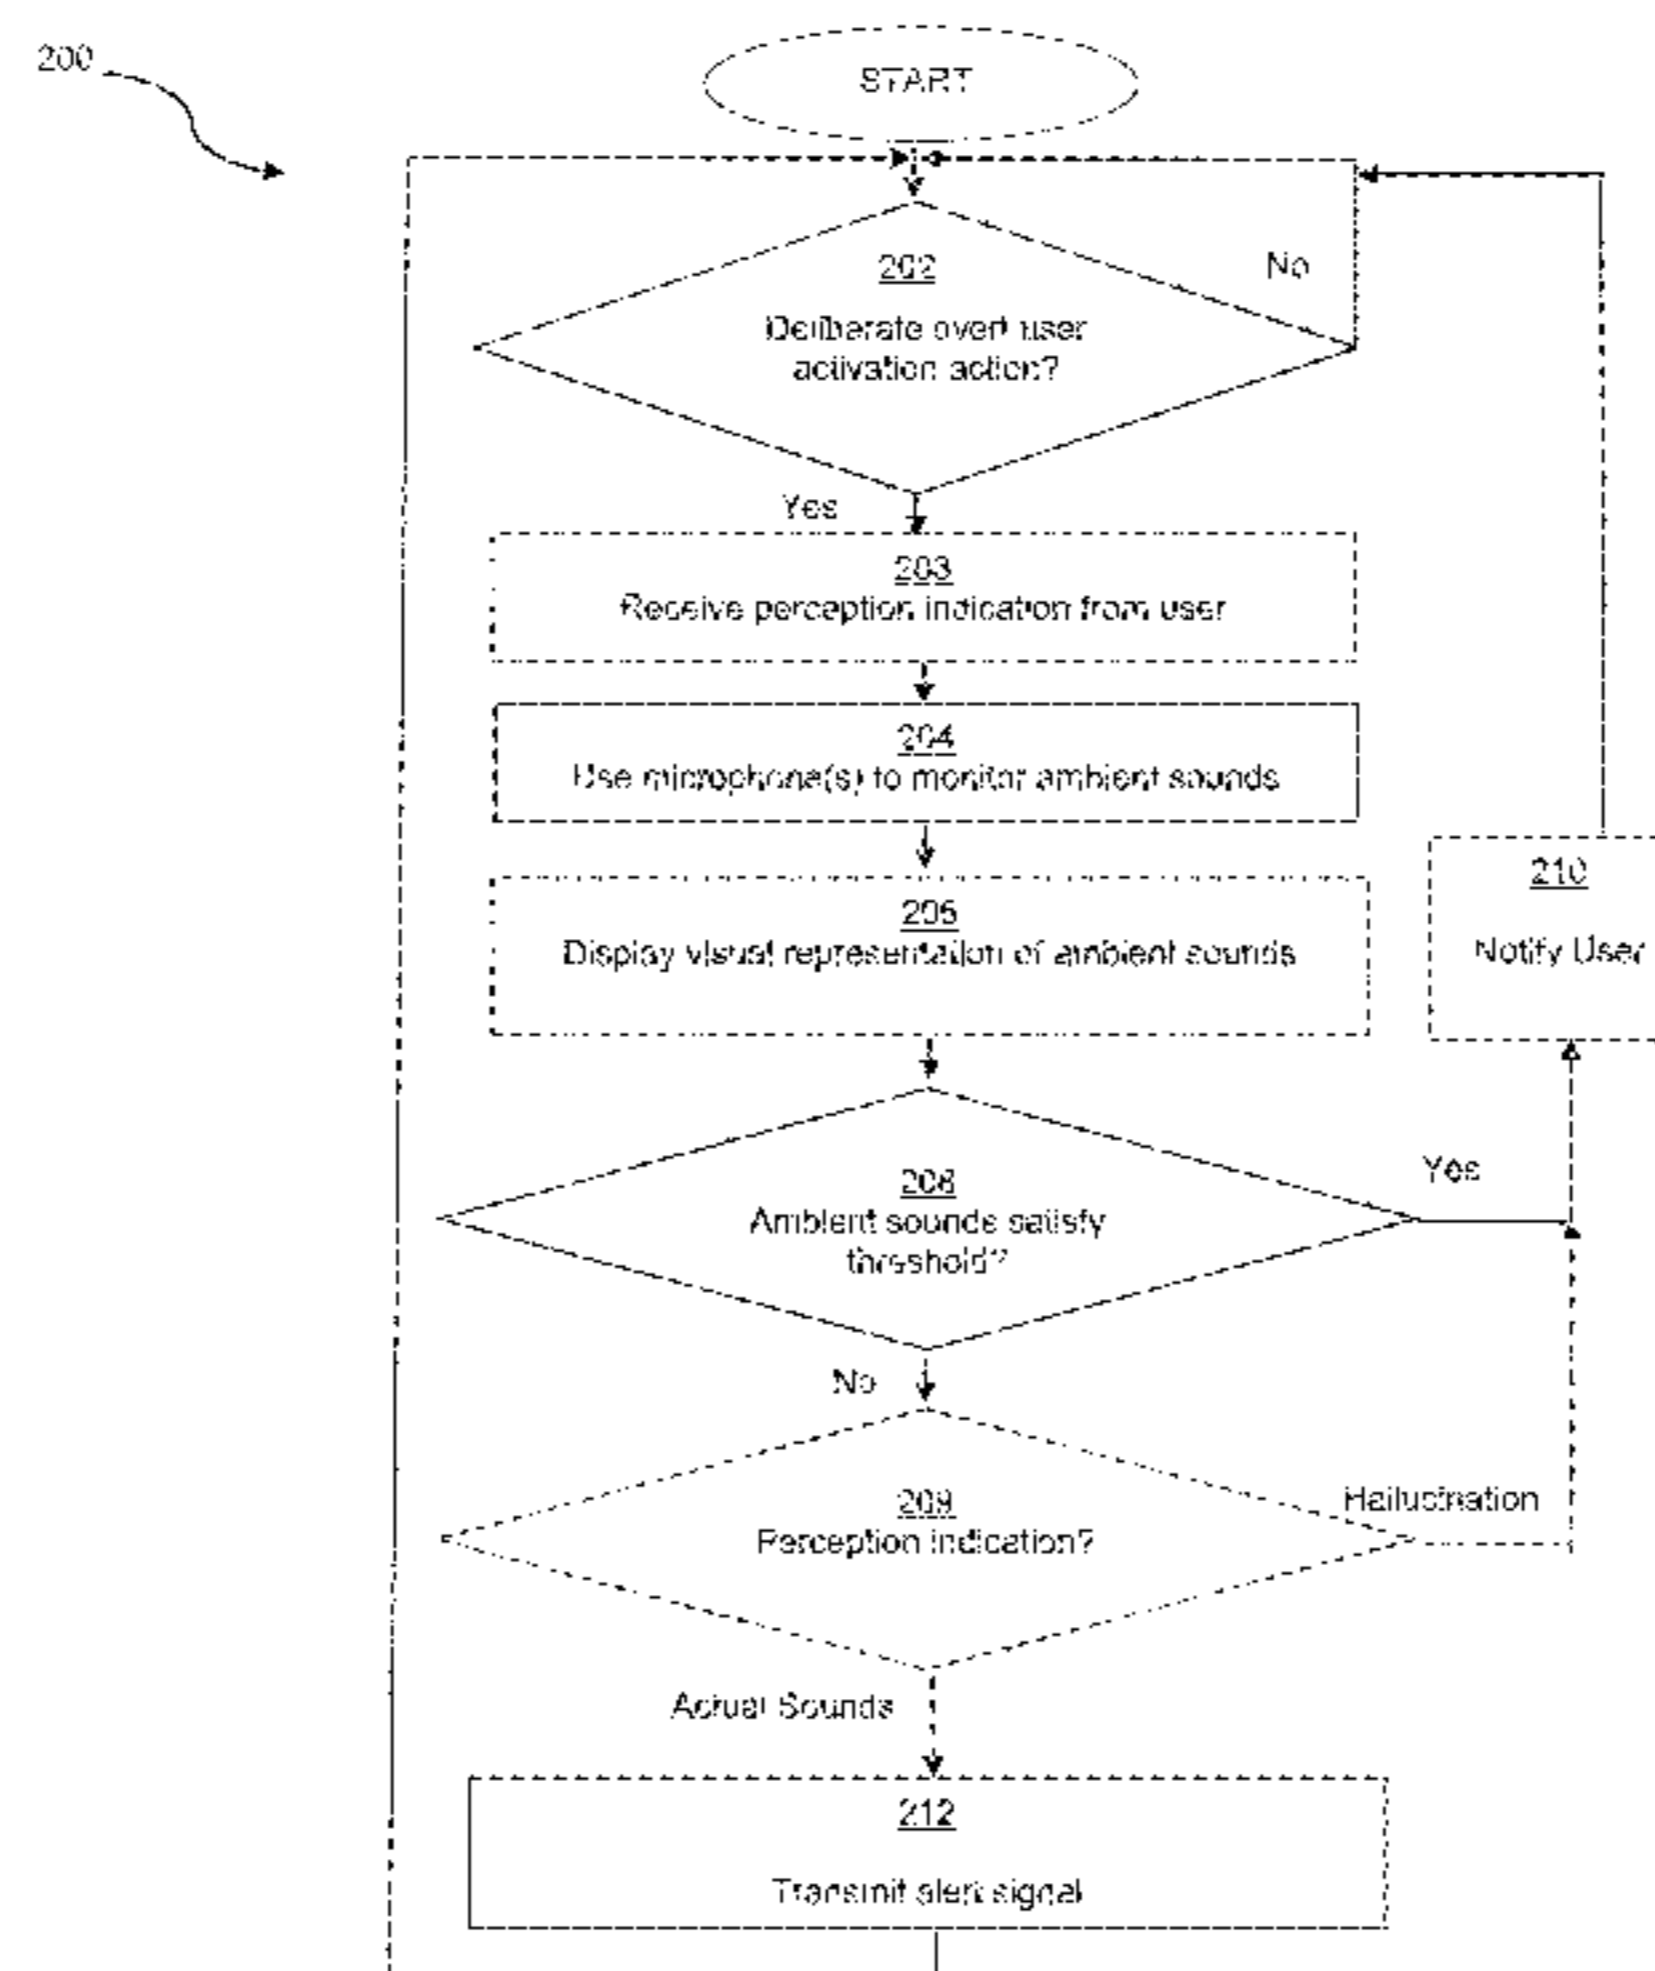 200
START
202
No
Deliberate overt user
activation action?
Yes
203
Receive perception indication from user
204
Use microphone(s) to monitor ambient sounds
210
Notify User
Display visual representation of ambient sounds
Yes
Ambient sounds satisfy
threshold?
No
209
Hallucination
Perception indication?
Actual Sounds
212
Transmit alert signal